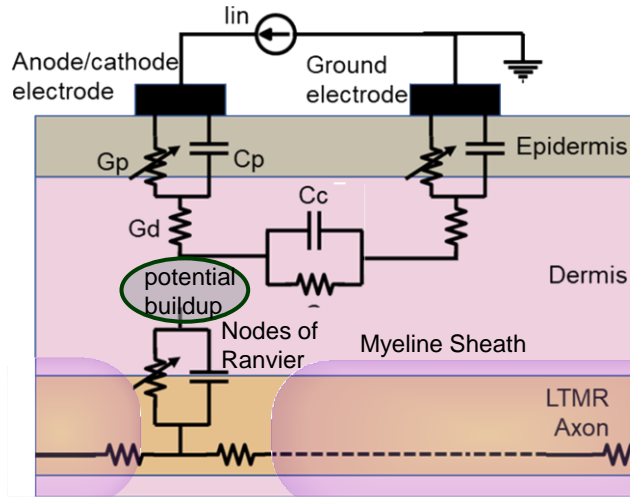 Iin
Anode/cathode
electrode
Ground
electrode
Epidermis
Gp
Cp
Cc
Gd
potential
buildup
Dermis
Nodes of
Ranvier
Myeline Sheath
LTMR
Axon